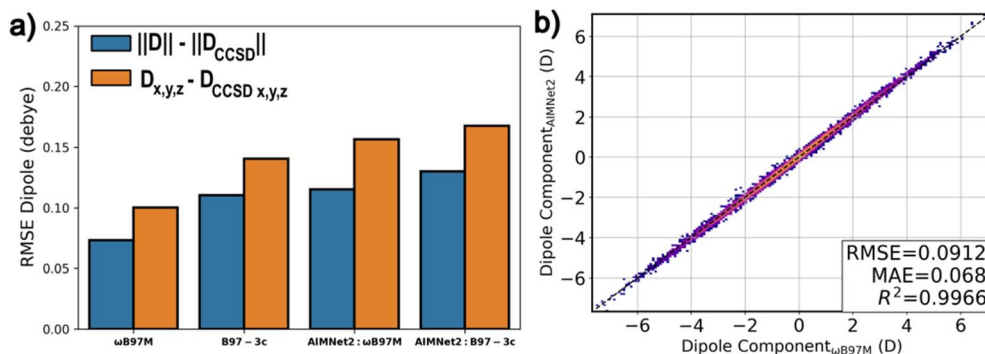 a)
RMSE Dipole (debye)
0.25
0.20
0.15
0.10
0.05
0.00
||D|| - ||D_CCSD||
D_x,y,z - D_CCSD x,y,z
ωB97M
B97-3c
AIMNet2:ωB97M
AIMNet2:B97-3c
b)
Dipole Component_AIMNet2 (D)
6
4
2
0
−2
−4
−6
−6
−4
−2
0
2
4
6
RMSE=0.0912
MAE=0.068
R²=0.9966
Dipole Component_ωB97M (D)